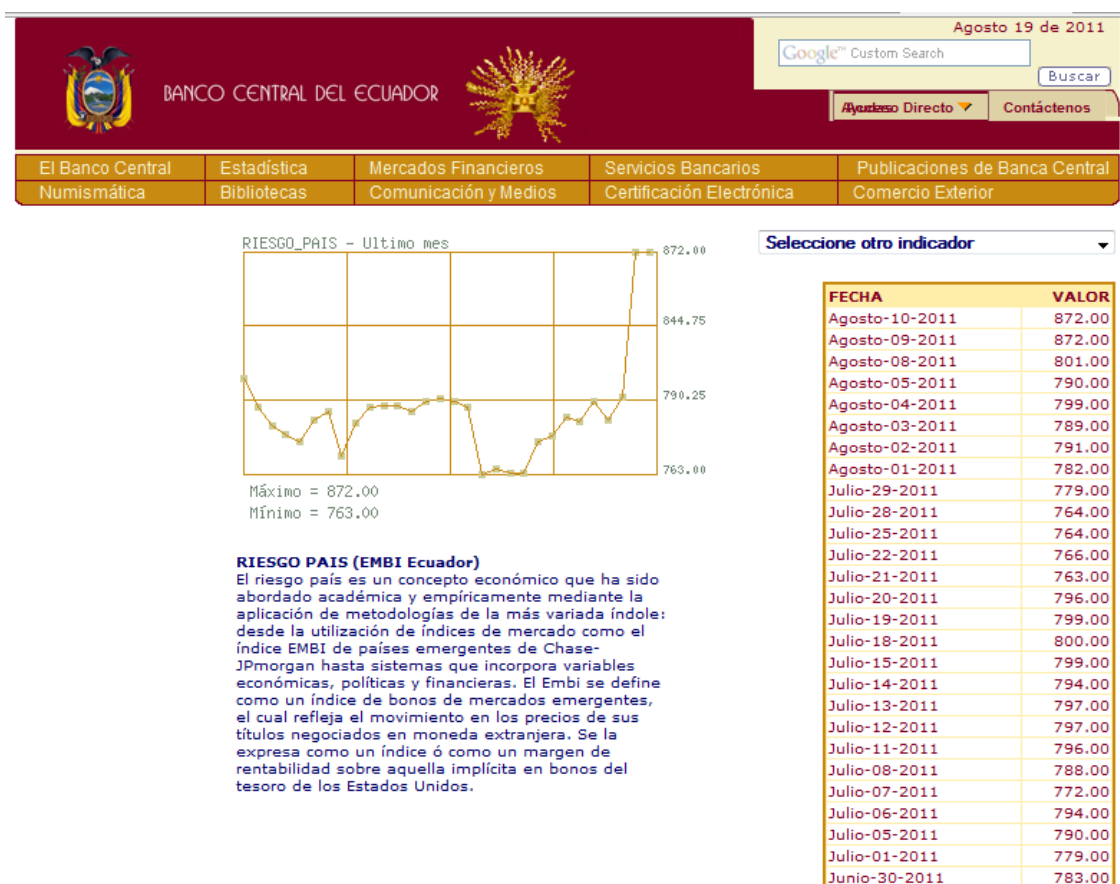 Agosto 19 de 2011
Google™ Custom Search
Buscar
BANCO CENTRAL DEL ECUADOR
Directo
Contáctenos
El Banco Central Estadística Mercados Financieros Servicios Bancarios Publicaciones de Banca Central
Numismática Bibliotecas Comunicación y Medios Certificación Electrónica Comercio Exterior
RIESGO_PAIS - Ultimo mes
872.00
844.75
790.25
763.00
Máximo = 872.00
Mínimo = 763.00
RIESGO PAIS (EMBI Ecuador)
El riesgo país es un concepto económico que ha sido
abordado académica y empíricamente mediante la
aplicación de metodologías de la más variada índole:
desde la utilización de índices de mercado como el
índice EMBI de países emergentes de Chase-
JPmorgan hasta sistemas que incorpora variables
económicas, políticas y financieras. El Embi se define
como un índice de bonos de mercados emergentes,
el cual refleja el movimiento en los precios de sus
títulos negociados en moneda extranjera. Se la
expresa como un índice ó como un margen de
rentabilidad sobre aquella implícita en bonos del
tesoro de los Estados Unidos.
Seleccione otro indicador
FECHA VALOR
Agosto-10-2011 872.00
Agosto-09-2011 872.00
Agosto-08-2011 801.00
Agosto-05-2011 790.00
Agosto-04-2011 799.00
Agosto-03-2011 789.00
Agosto-02-2011 791.00
Agosto-01-2011 782.00
Julio-29-2011 779.00
Julio-28-2011 764.00
Julio-25-2011 764.00
Julio-22-2011 766.00
Julio-21-2011 763.00
Julio-20-2011 796.00
Julio-19-2011 799.00
Julio-18-2011 800.00
Julio-15-2011 799.00
Julio-14-2011 794.00
Julio-13-2011 797.00
Julio-12-2011 797.00
Julio-11-2011 796.00
Julio-08-2011 788.00
Julio-07-2011 772.00
Julio-06-2011 794.00
Julio-05-2011 790.00
Julio-01-2011 779.00
Junio-30-2011 783.00